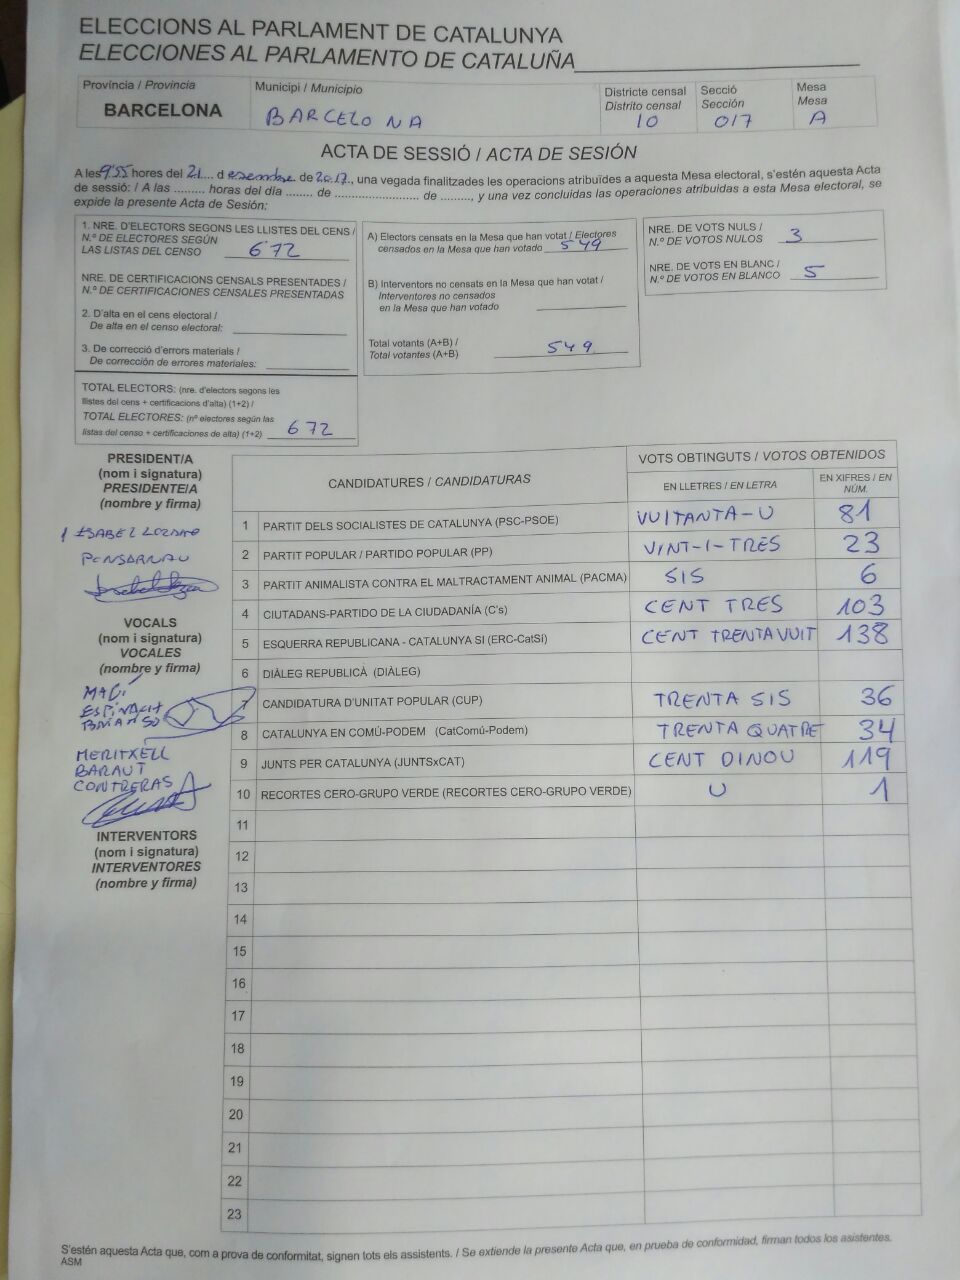 ELECCIONS AL PARLAMENT DE CATALUNYA
ELECCIONES AL PARLAMENTO DE CATALUÑA
Província / Provincia
BARCELONA
Municipi / Municipio
BARCELONA
Districte censal
Distrito censal
10
Secció
Sección
017
Mesa
Mesa
A
ACTA DE SESSIÓ / ACTA DE SESIÓN
A les 9'55 hores del 21 .... d esembre de 2017., una vegada finalitzades les operacions atribuïdes a aquesta Mesa electoral, s'estén aquesta Acta
de sessió: / A las ......... horas del día ........ de ......................... de ........., y una vez concluidas las operaciones atribuidas a esta Mesa electoral, se
expide la presente Acta de Sesión:
1. NRE. D'ELECTORS SEGONS LES LLISTES DEL CENS /
N.º DE ELECTORES SEGÚN
LAS LISTAS DEL CENSO 672
NRE. DE CERTIFICACIONS CENSALS PRESENTADES /
N.º DE CERTIFICACIONES CENSALES PRESENTADAS
2. D'alta en el cens electoral /
De alta en el censo electoral:
3. De correcció d'errors materials /
De corrección de errores materiales:
TOTAL ELECTORS: (nre. d'electors segons les
llistes del cens + certificacions d'alta) (1+2) /
TOTAL ELECTORES: (nº electores según las
listas del censo + certificaciones de alta) (1+2) 672
A) Electors censats en la Mesa que han votat / Electores
censados en la Mesa que han votado 549
B) Interventors no censats en la Mesa que han votat /
Interventores no censados
en la Mesa que han votado
Total votants (A+B) /
Total votantes (A+B) 549
NRE. DE VOTS NULS /
N.º DE VOTOS NULOS 3
NRE. DE VOTS EN BLANC /
N.º DE VOTOS EN BLANCO 5
PRESIDENT/A
(nom i signatura)
PRESIDENTE/A
(nombre y firma)
ISABEL LOZANO
PONSARNAU
VOCALS
(nom i signatura)
VOCALES
(nombre y firma)
MAGÍ
MERITXELL
BARAUT
CONTRERAS
INTERVENTORS
(nom i signatura)
INTERVENTORES
(nombre y firma)
CANDIDATURES / CANDIDATURAS
VOTS OBTINGUTS / VOTOS OBTENIDOS
EN LLETRES / EN LETRA
EN XIFRES / EN
NÚM.
1 PARTIT DELS SOCIALISTES DE CATALUNYA (PSC-PSOE) VUITANTA-U 81
2 PARTIT POPULAR / PARTIDO POPULAR (PP) VINT-I-TRES 23
3 PARTIT ANIMALISTA CONTRA EL MALTRACTAMENT ANIMAL (PACMA) SIS 6
4 CIUTADANS-PARTIDO DE LA CIUDADANÍA (C's) CENT TRES 103
5 ESQUERRA REPUBLICANA - CATALUNYA SI (ERC-CatSí) CENT TRENTAVUIT 138
6 DIÀLEG REPUBLICÀ (DIÀLEG)
7 CANDIDATURA D'UNITAT POPULAR (CUP) TRENTA SIS 36
8 CATALUNYA EN COMÚ-PODEM (CatComú-Podem) TRENTA QUATRE 34
9 JUNTS PER CATALUNYA (JUNTSxCAT) CENT DINOU 119
10 RECORTES CERO-GRUPO VERDE (RECORTES CERO-GRUPO VERDE) U 1
11
12
13
14
15
16
17
18
19
20
21
22
23
S'estén aquesta Acta que, com a prova de conformitat, signen tots els assistents. / Se extiende la presente Acta que, en prueba de conformidad, firman todos los asistentes.
ASM